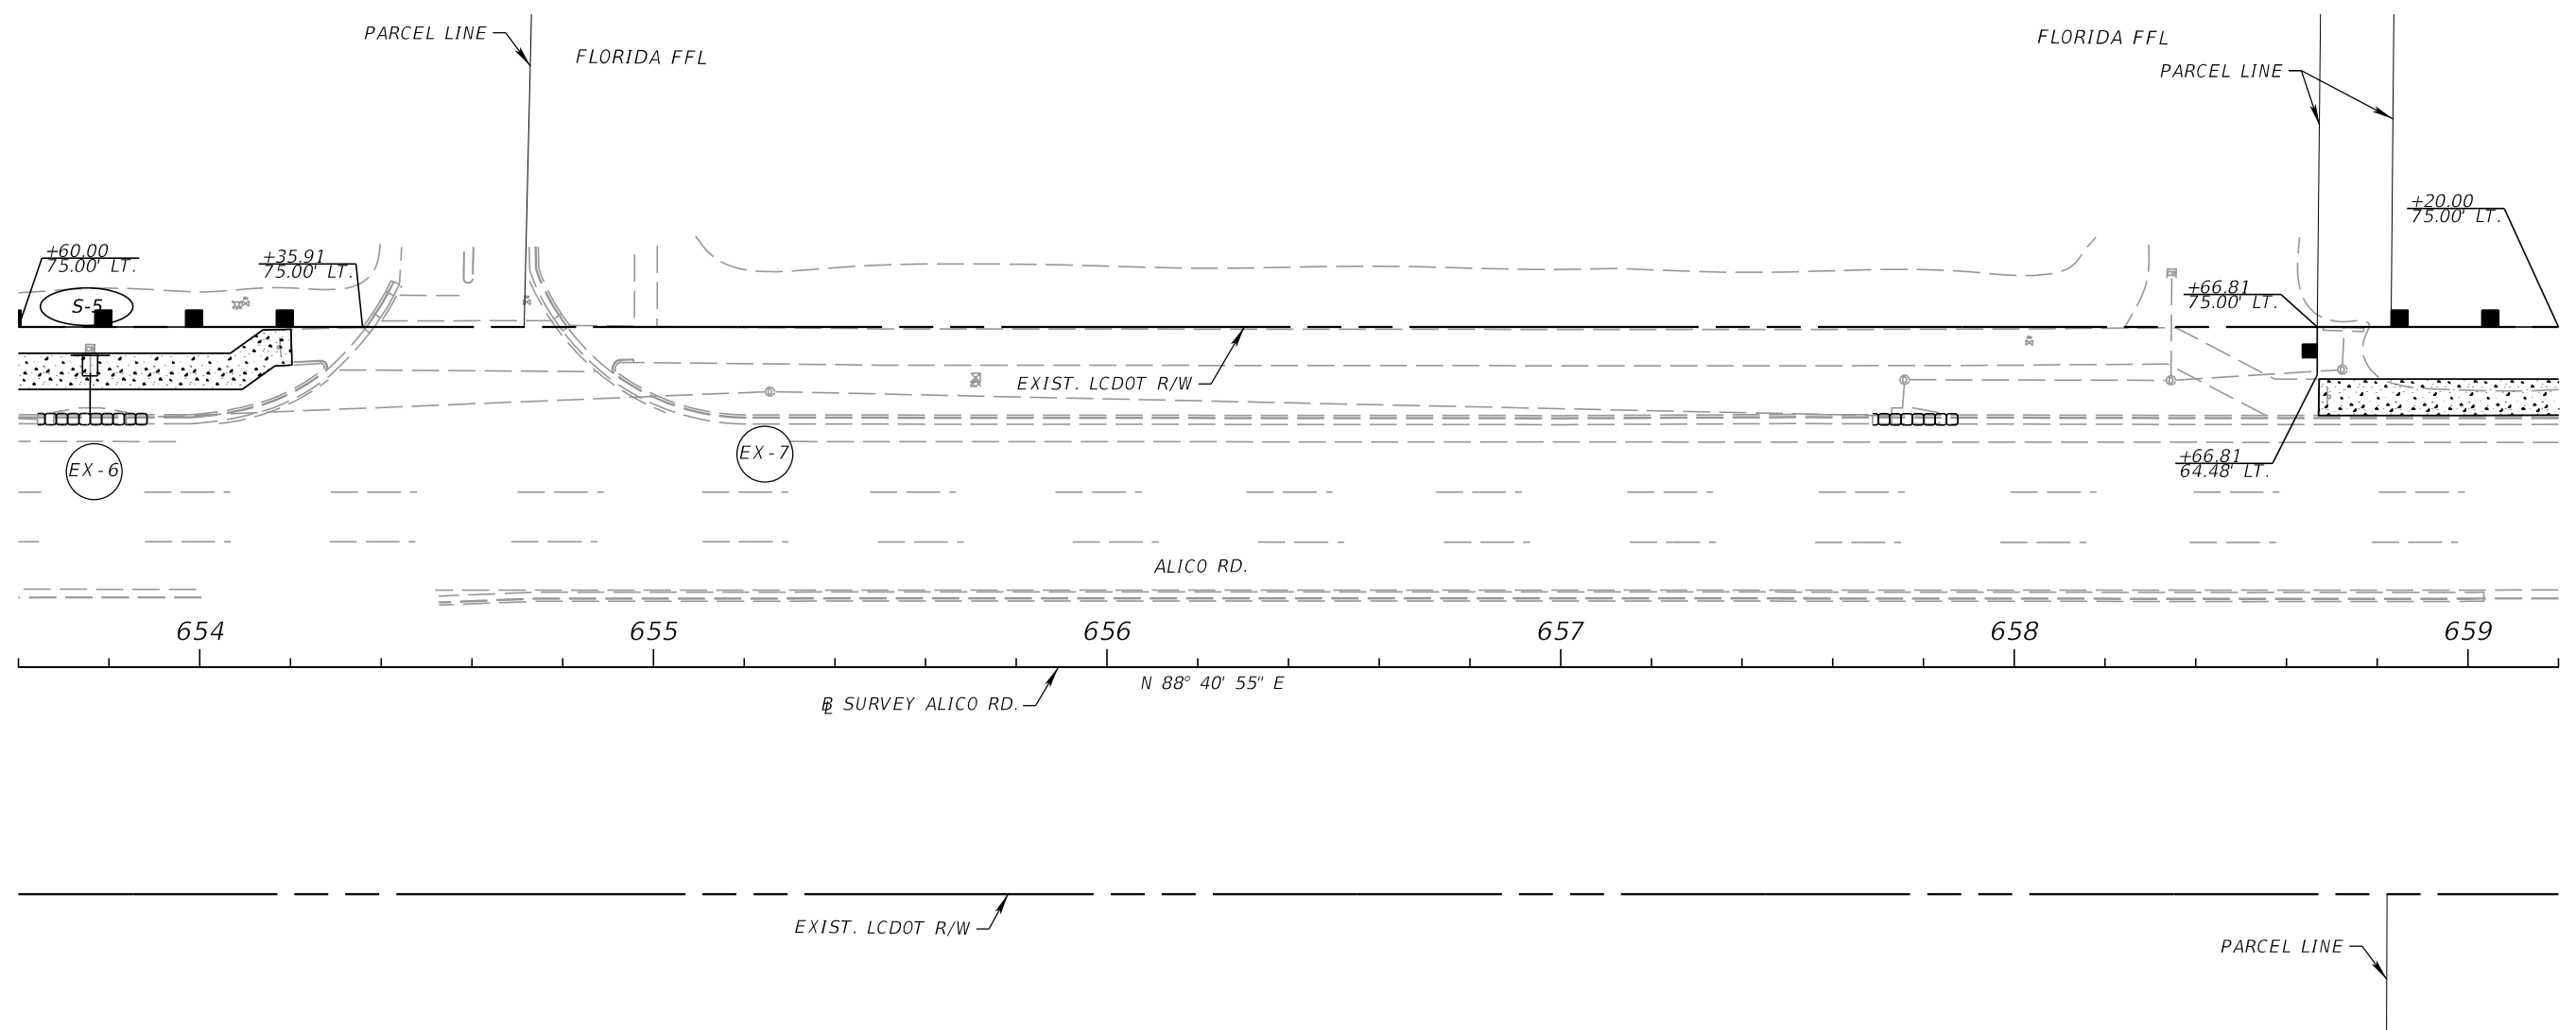 PARCEL LINE
FLORIDA FFL
FLORIDA FFL
PARCEL LINE
+60.00
75.00' LT.
+35.91
75.00' LT.
+20.00
75.00' LT.
S-5
+66.81
75.00' LT.
EXIST. LCDOT R/W
EX-6
EX-7
+66.81
64.48' LT.
ALICO RD.
654
655
656
657
658
659
N 88° 40' 55" E
BL SURVEY ALICO RD.
EXIST. LCDOT R/W
PARCEL LINE